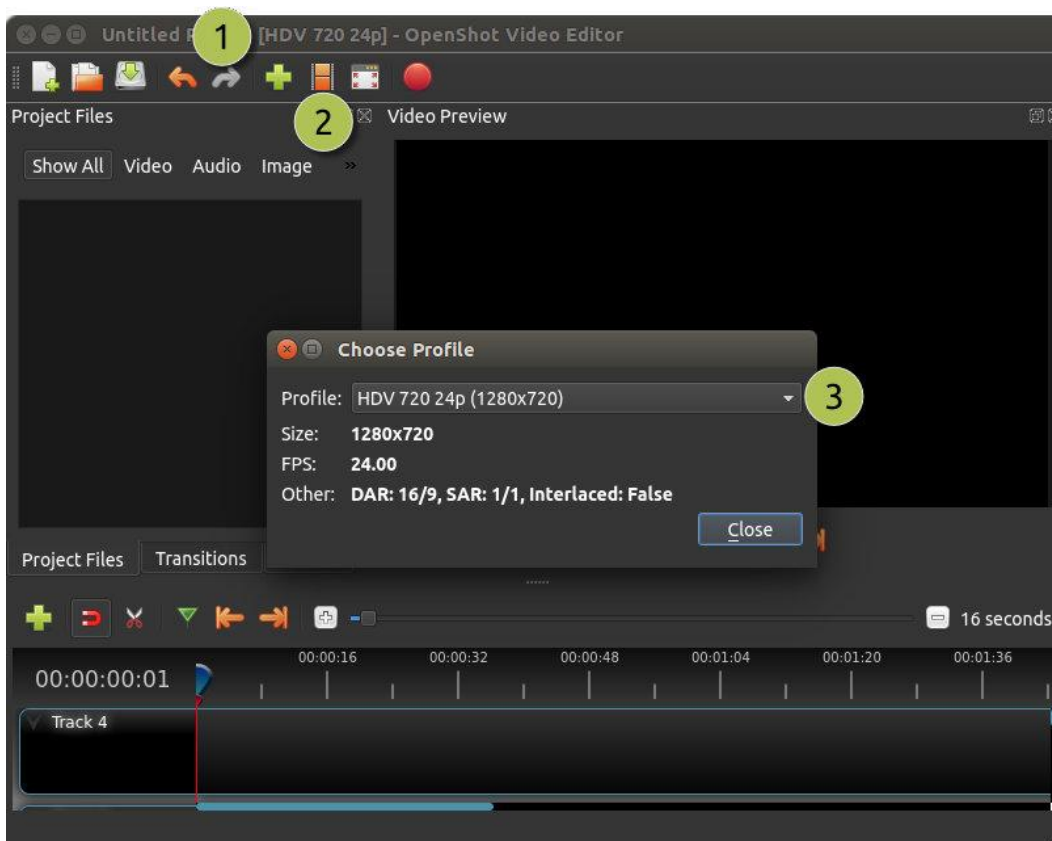 Untitled P [HDV 720 24p] - OpenShot Video Editor
1
2
Project Files
Video Preview
Show All Video Audio Image »
Choose Profile
Profile: HDV 720 24p (1280x720)
3
Size: 1280x720
FPS: 24.00
Other: DAR: 16/9, SAR: 1/1, Interlaced: False
Close
Project Files Transitions
16 seconds
00:00:00:01
00:00:16 00:00:32 00:00:48 00:01:04 00:01:20 00:01:36
Track 4